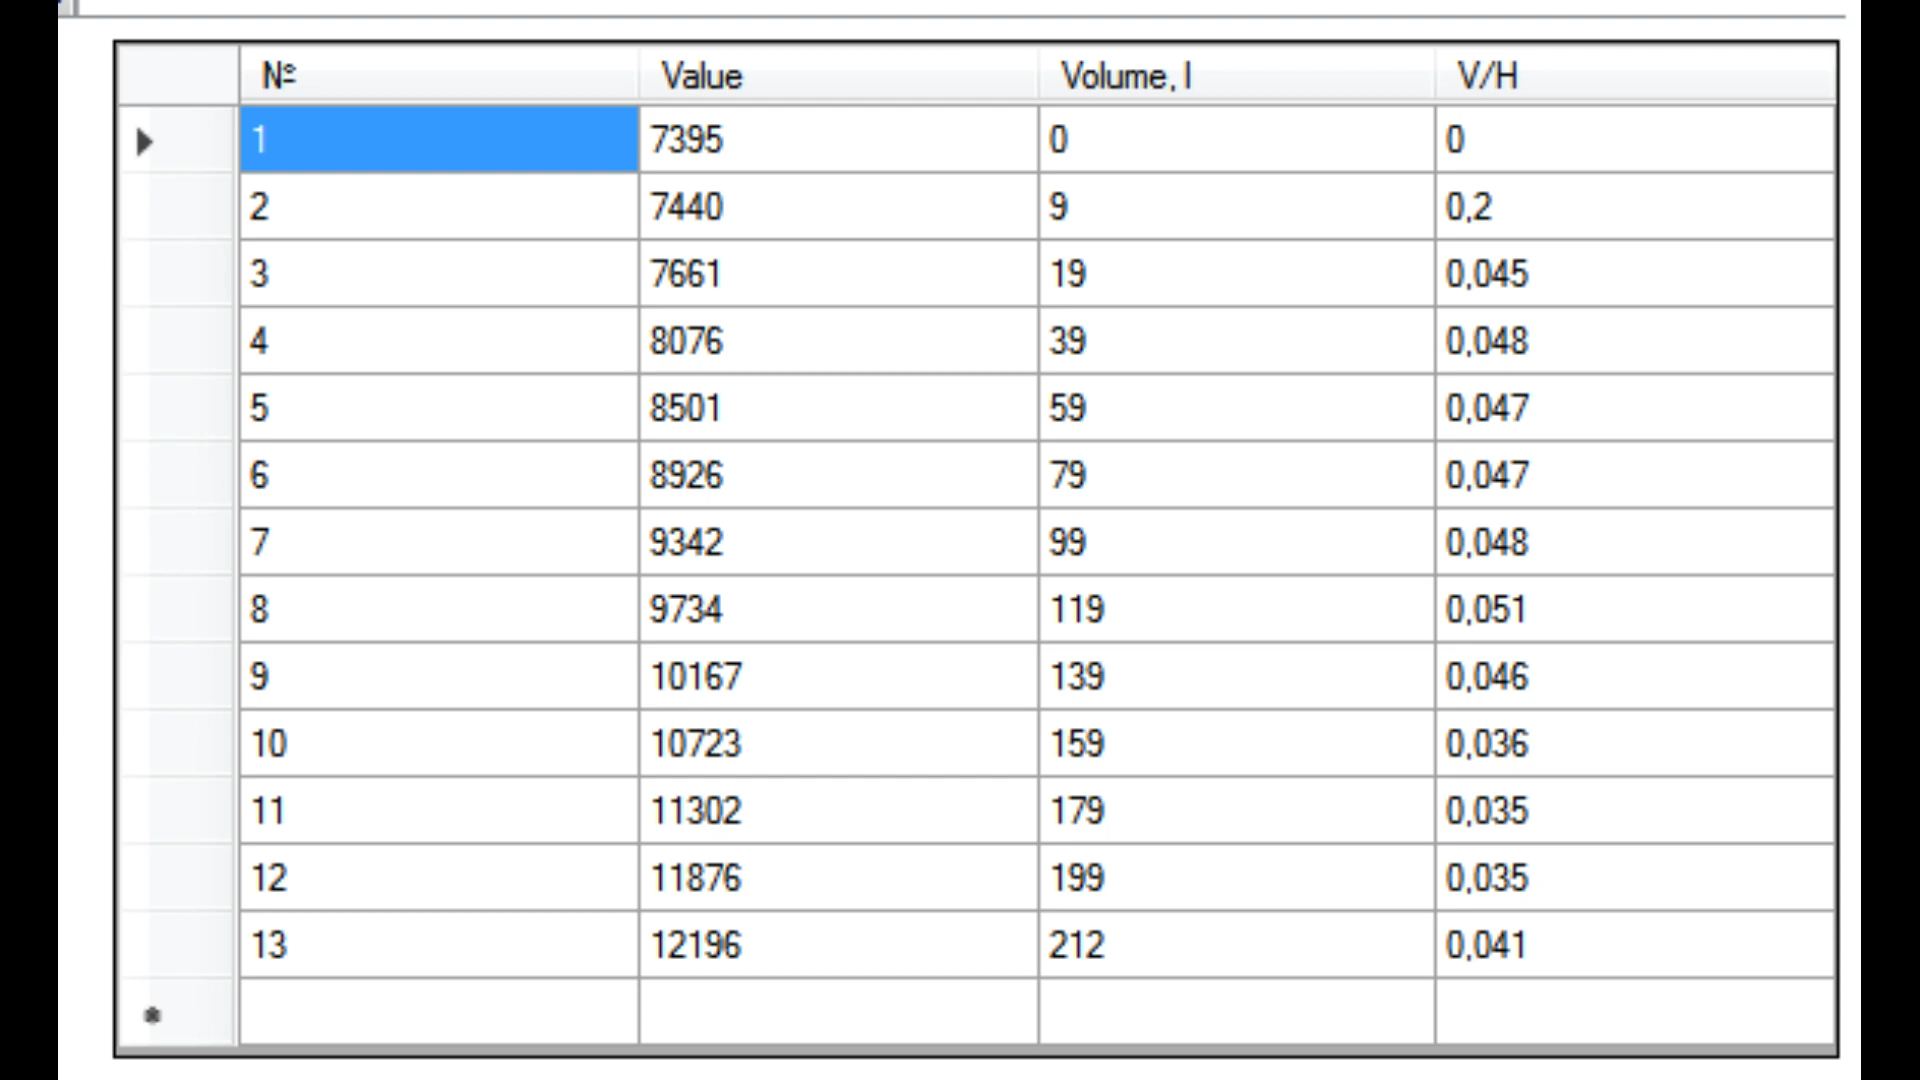 № Value Volume, l V/H
1 7395 0 0
2 7440 9 0,2
3 7661 19 0,045
4 8076 39 0,048
5 8501 59 0,047
6 8926 79 0,047
7 9342 99 0,048
8 9734 119 0,051
9 10167 139 0,046
10 10723 159 0,036
11 11302 179 0,035
12 11876 199 0,035
13 12196 212 0,041